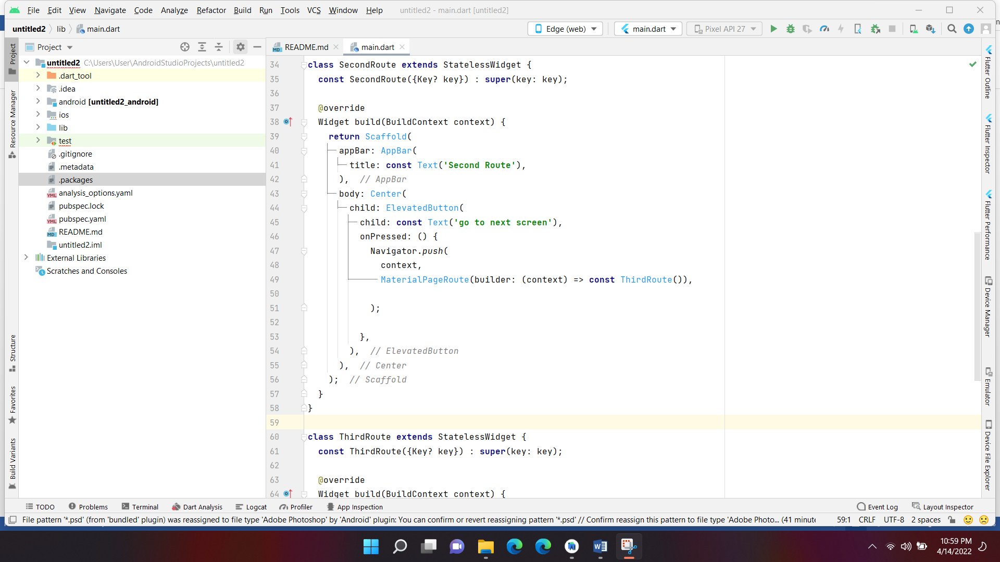 File Edit View Navigate Code Analyze Refactor Build Run Tools VCS Window Help untitled2 - main.dart [untitled2]
untitled2 lib main.dart Edge (web) main.dart Pixel API 27
Project README.md main.dart
untitled2 C:\Users\User\AndroidStudioProjects\untitled2
.dart_tool
.idea
android [untitled2_android]
ios
lib
test
.gitignore
.metadata
.packages
analysis_options.yaml
pubspec.lock
pubspec.yaml
README.md
untitled2.iml
External Libraries
Scratches and Consoles
Project
Resource Manager
Structure
Favorites
Build Variants
34 class SecondRoute extends StatelessWidget {
35 const SecondRoute({Key? key}) : super(key: key);
36
37 @override
38 Widget build(BuildContext context) {
39 return Scaffold(
40 appBar: AppBar(
41 title: const Text('Second Route'),
42 ), // AppBar
43 body: Center(
44 child: ElevatedButton(
45 child: const Text('go to next screen'),
46 onPressed: () {
47 Navigator.push(
48 context,
49 MaterialPageRoute(builder: (context) => const ThirdRoute()),
50
51 );
52
53 },
54 ), // ElevatedButton
55 ), // Center
56 ); // Scaffold
57 }
58 }
59
60 class ThirdRoute extends StatelessWidget {
61 const ThirdRoute({Key? key}) : super(key: key);
62
63 @override
64 Widget build(BuildContext context) {
Flutter Outline
Flutter Inspector
Flutter Performance
Device Manager
Emulator
Device File Explorer
TODO Problems Terminal Dart Analysis Logcat Profiler App Inspection Event Log Layout Inspector
File pattern '*.psd' (from 'bundled' plugin) was reassigned to file type 'Adobe Photoshop' by 'Android' plugin: You can confirm or revert reassigning pattern '*.psd' // Confirm reassign this pattern to file type 'Adobe Photo... (41 minute 59:1 CRLF UTF-8 2 spaces
10:59 PM
4/14/2022